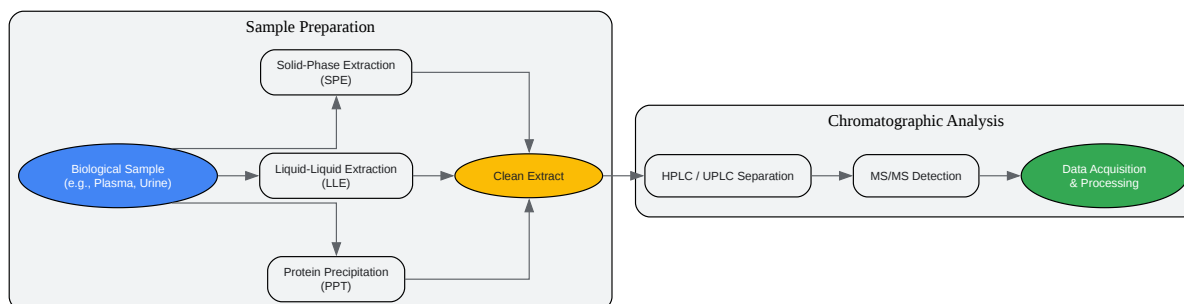 Sample Preparation
Solid-Phase Extraction
(SPE)
Biological Sample
(e.g., Plasma, Urine)
Liquid-Liquid Extraction
(LLE)
Clean Extract
Protein Precipitation
(PPT)
Chromatographic Analysis
HPLC / UPLC Separation
MS/MS Detection
Data Acquisition
& Processing